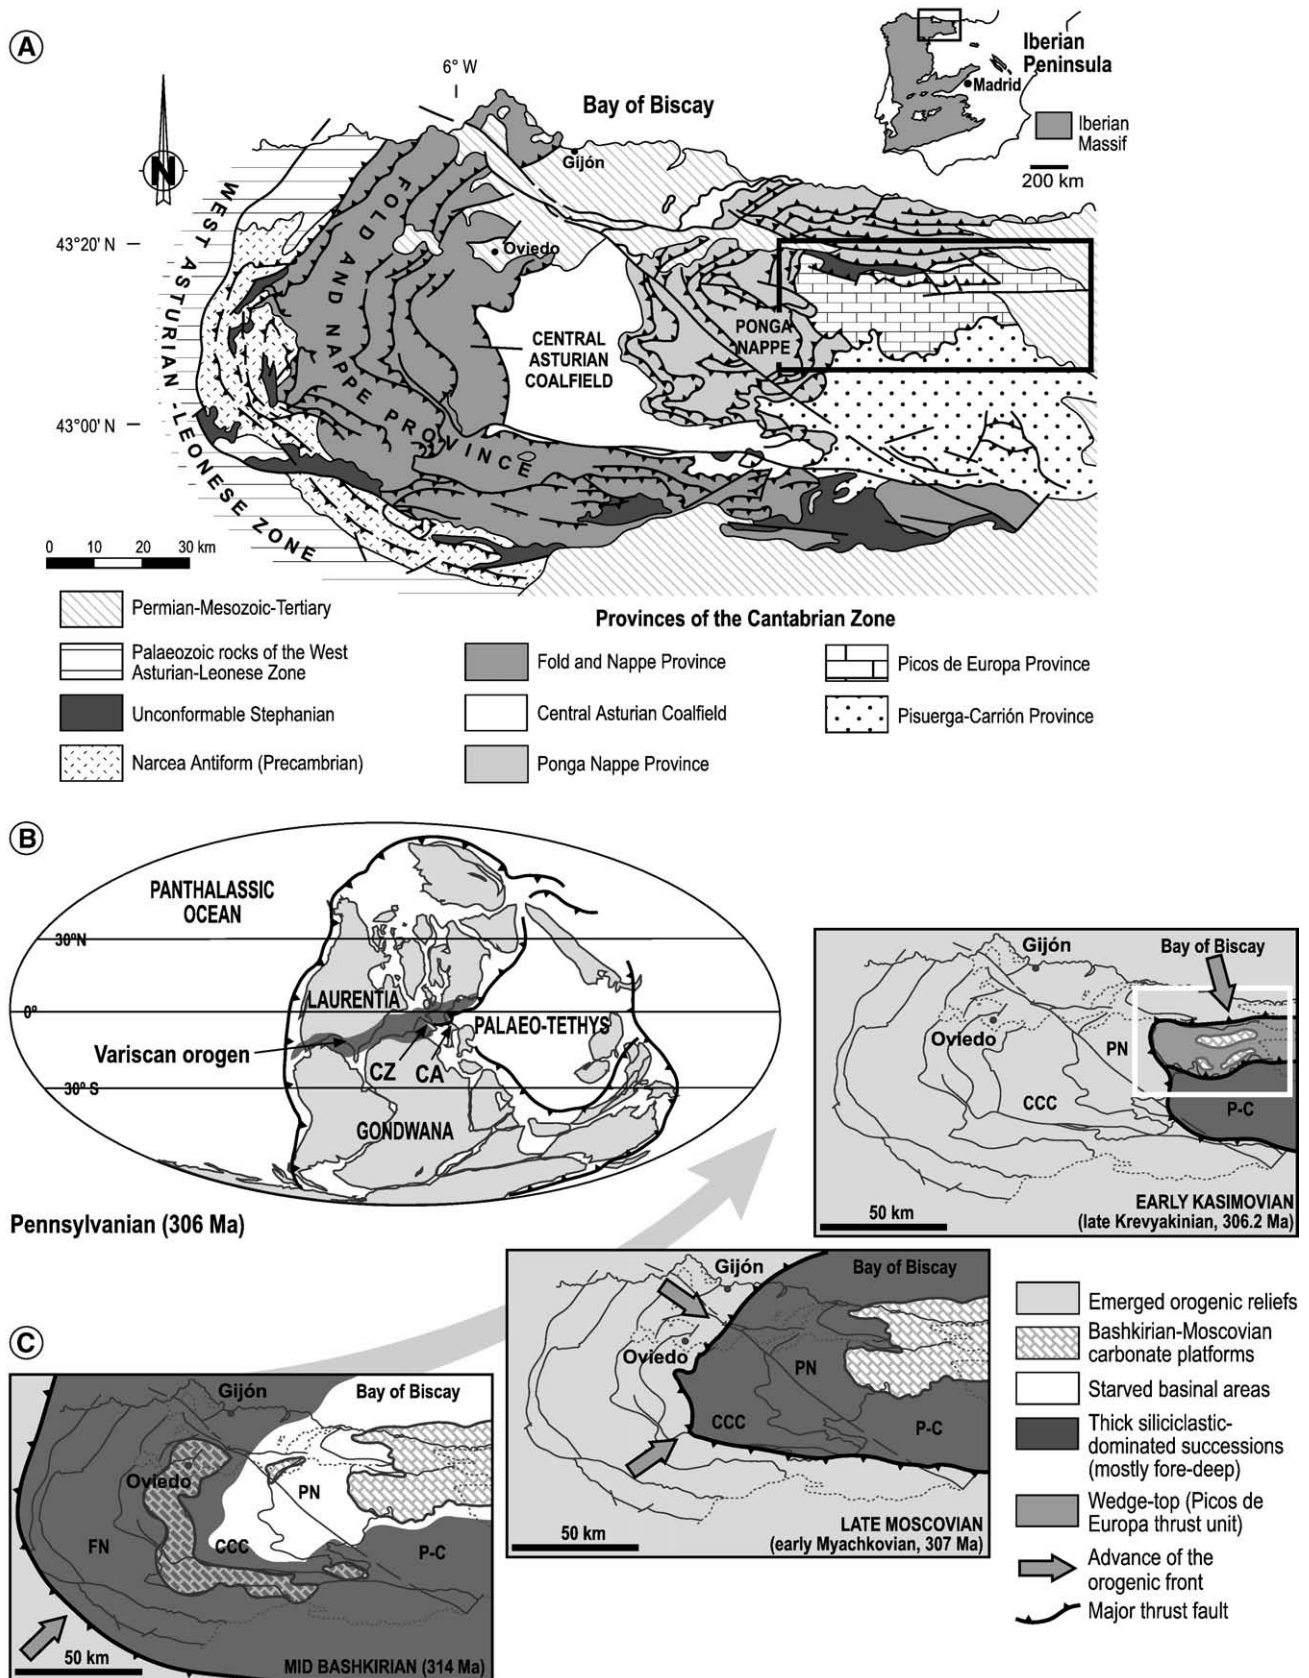 A
6° W
Bay of Biscay
Iberian
Peninsula
Madrid
Iberian
Massif
200 km
N
Gijón
43°20' N
Oviedo
WEST ASTURIAN LEONESE ZONE
FOLD AND NAPPE PROVINCE
CENTRAL
ASTURIAN
COALFIELD
PONGA
NAPPE
43°00' N
0 10 20 30 km
Permian-Mesozoic-Tertiary
Palaeozoic rocks of the West
Asturian-Leonese Zone
Unconformable Stephanian
Narcea Antiform (Precambrian)
Provinces of the Cantabrian Zone
Fold and Nappe Province
Central Asturian Coalfield
Ponga Nappe Province
Picos de Europa Province
Pisuerga-Carrión Province
B
PANTHALASSIC
OCEAN
30ºN
LAURENTIA
0º
PALAEO-TETHYS
Variscan orogen
CZ
CA
30º S
GONDWANA
Pennsylvanian (306 Ma)
Gijón
Bay of Biscay
Oviedo
PN
CCC
P-C
50 km
EARLY KASIMOVIAN
(late Krevyakinian, 306.2 Ma)
Gijón
Bay of Biscay
Oviedo
PN
CCC
P-C
50 km
LATE MOSCOVIAN
(early Myachkovian, 307 Ma)
C
Gijón
Bay of Biscay
Oviedo
PN
FN
CCC
P-C
50 km
MID BASHKIRIAN (314 Ma)
Emerged orogenic reliefs
Bashkirian-Moscovian
carbonate platforms
Starved basinal areas
Thick siliciclastic-
dominated successions
(mostly fore-deep)
Wedge-top (Picos de
Europa thrust unit)
Advance of the
orogenic front
Major thrust fault